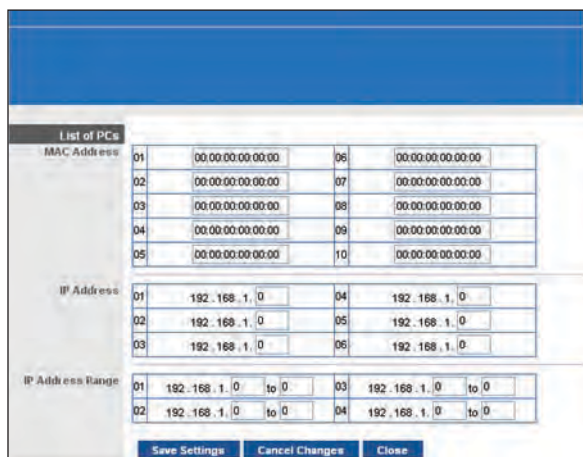 List of PCs
MAC Address 01 00:00:00:00:00:00 06 00:00:00:00:00:00
02 00:00:00:00:00:00 07 00:00:00:00:00:00
03 00:00:00:00:00:00 08 00:00:00:00:00:00
04 00:00:00:00:00:00 09 00:00:00:00:00:00
05 00:00:00:00:00:00 10 00:00:00:00:00:00
IP Address 01 192 .168 .1. 0 04 192 .168 .1. 0
02 192 .168 .1. 0 05 192 .168 .1. 0
03 192 .168 .1. 0 06 192 .168 .1. 0
IP Address Range 01 192 .168 .1. 0 to 0 03 192 .168 .1. 0 to 0
02 192 .168 .1. 0 to 0 04 192 .168 .1. 0 to 0
Save Settings Cancel Changes Close